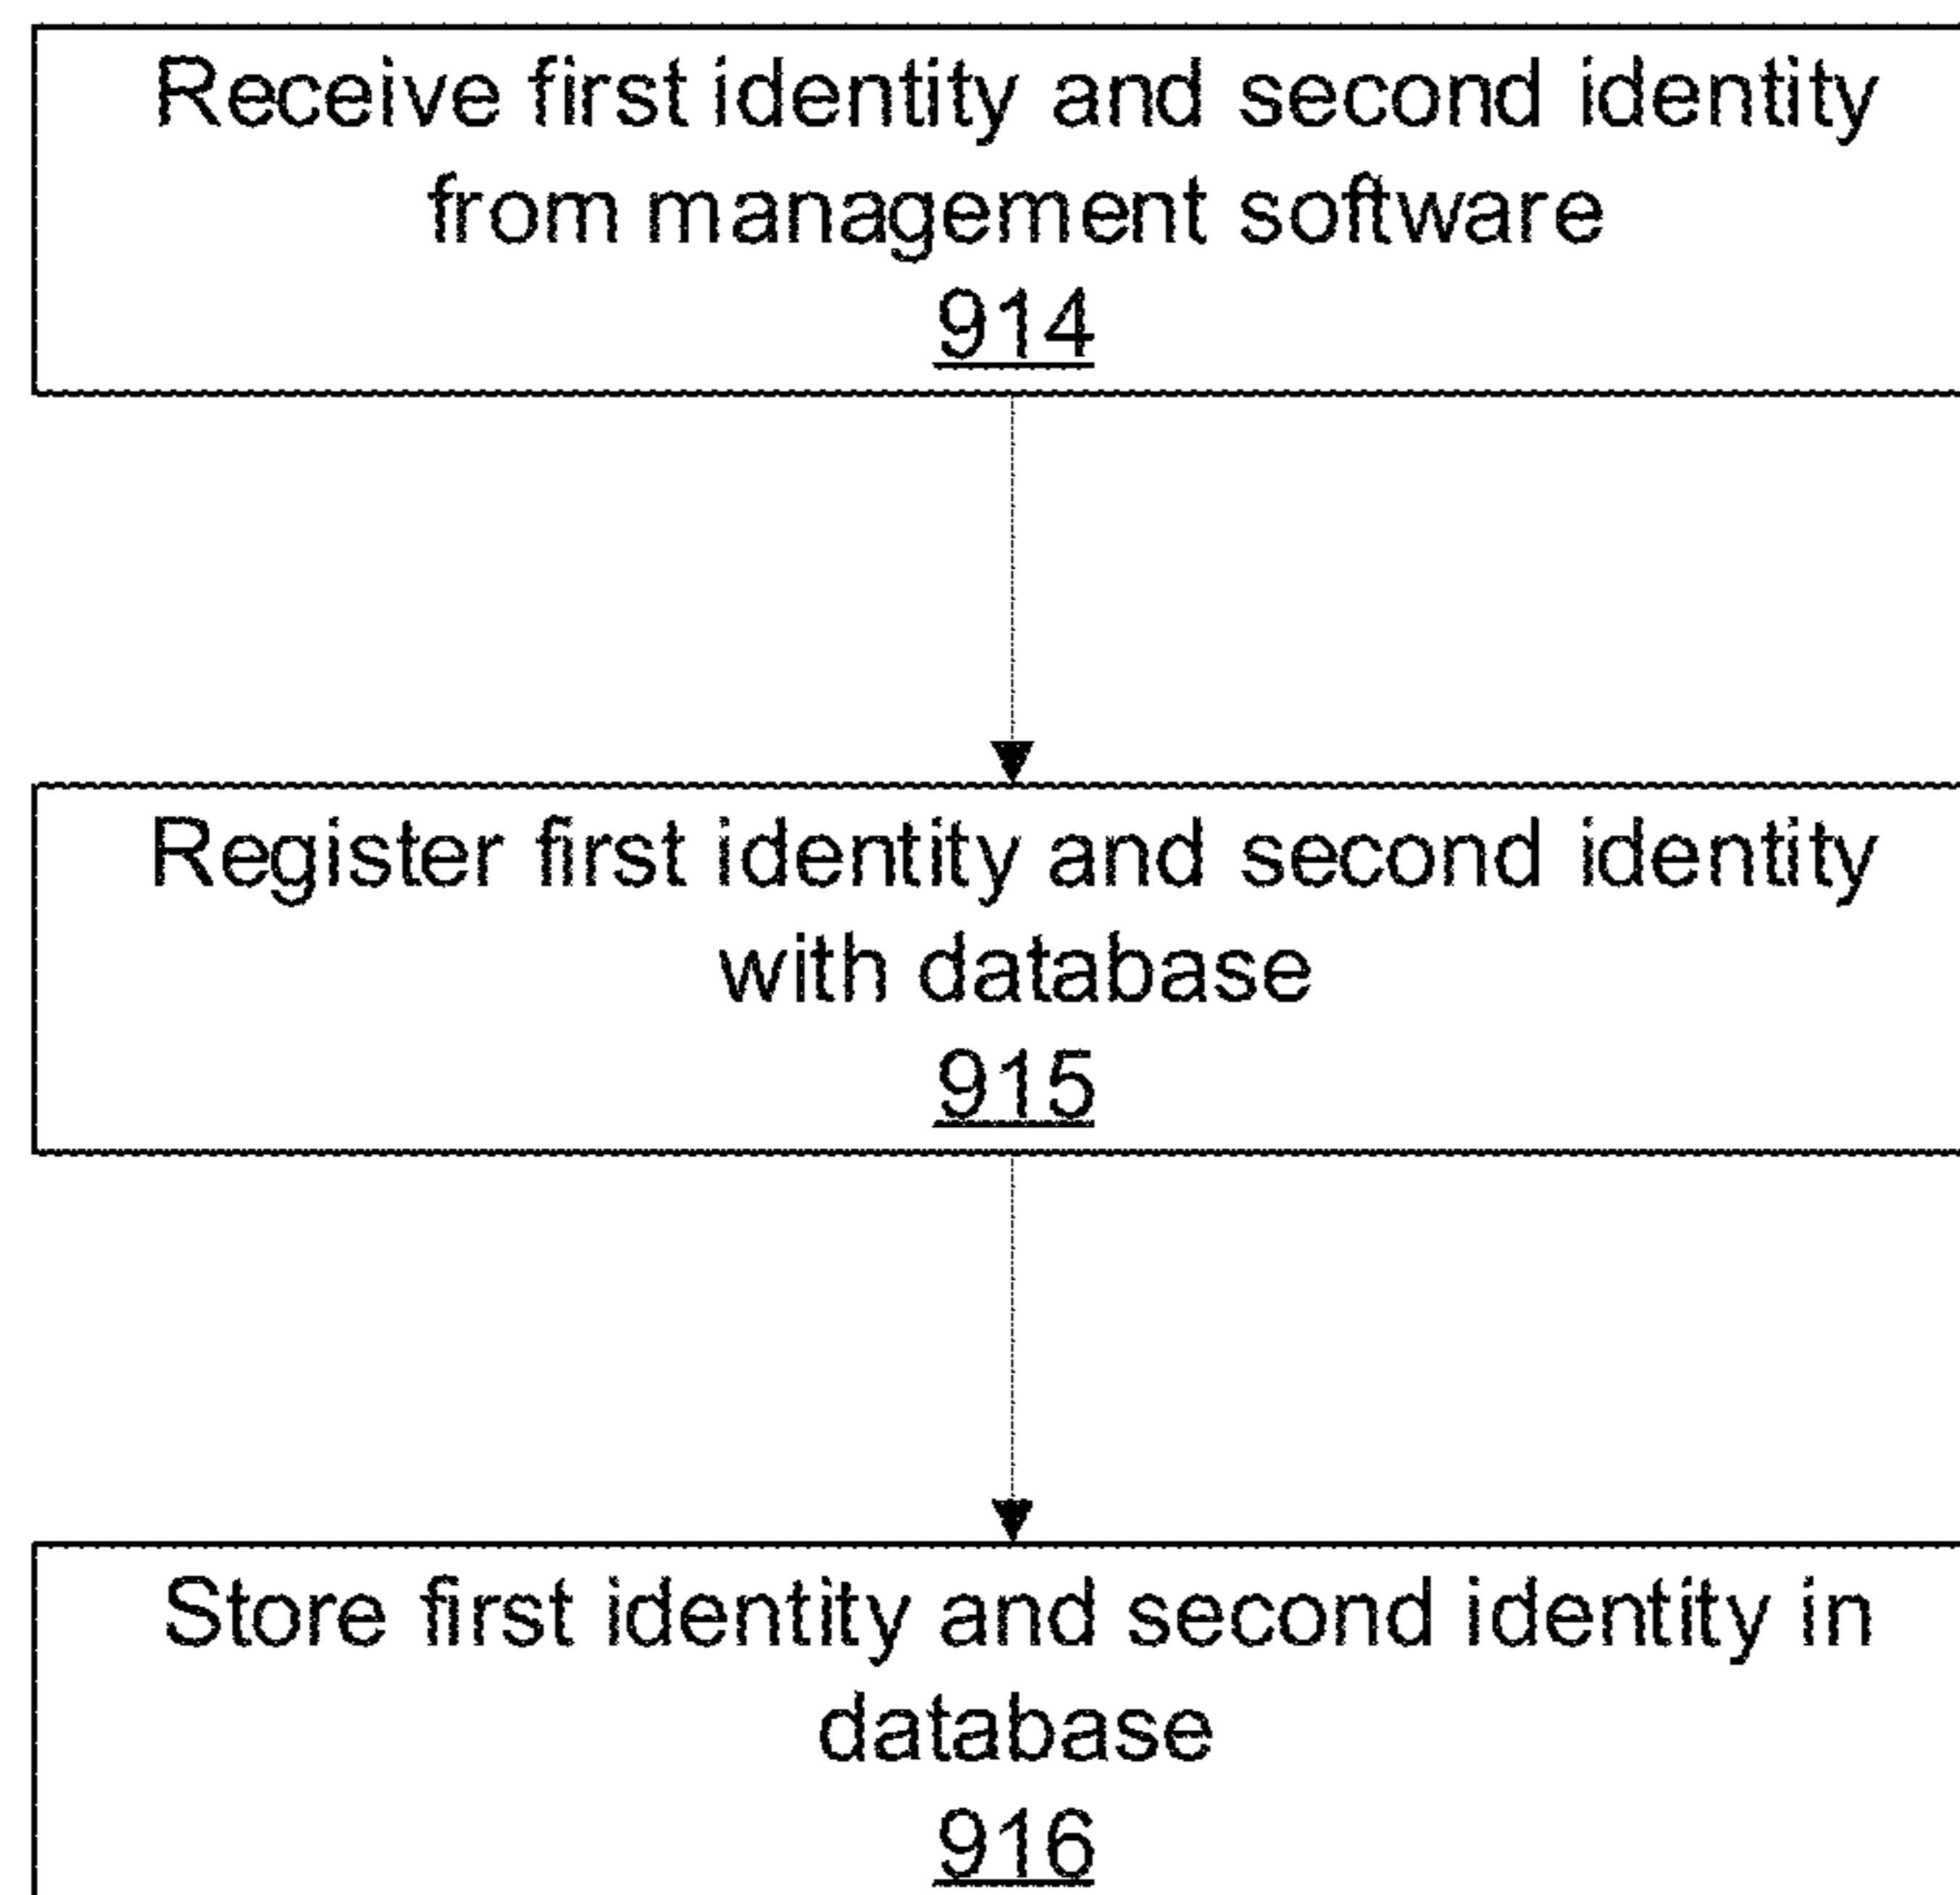 Receive first identity and second identity
from management software
914
Register first identity and second identity
with database
915
Store first identity and second identity in
database
916